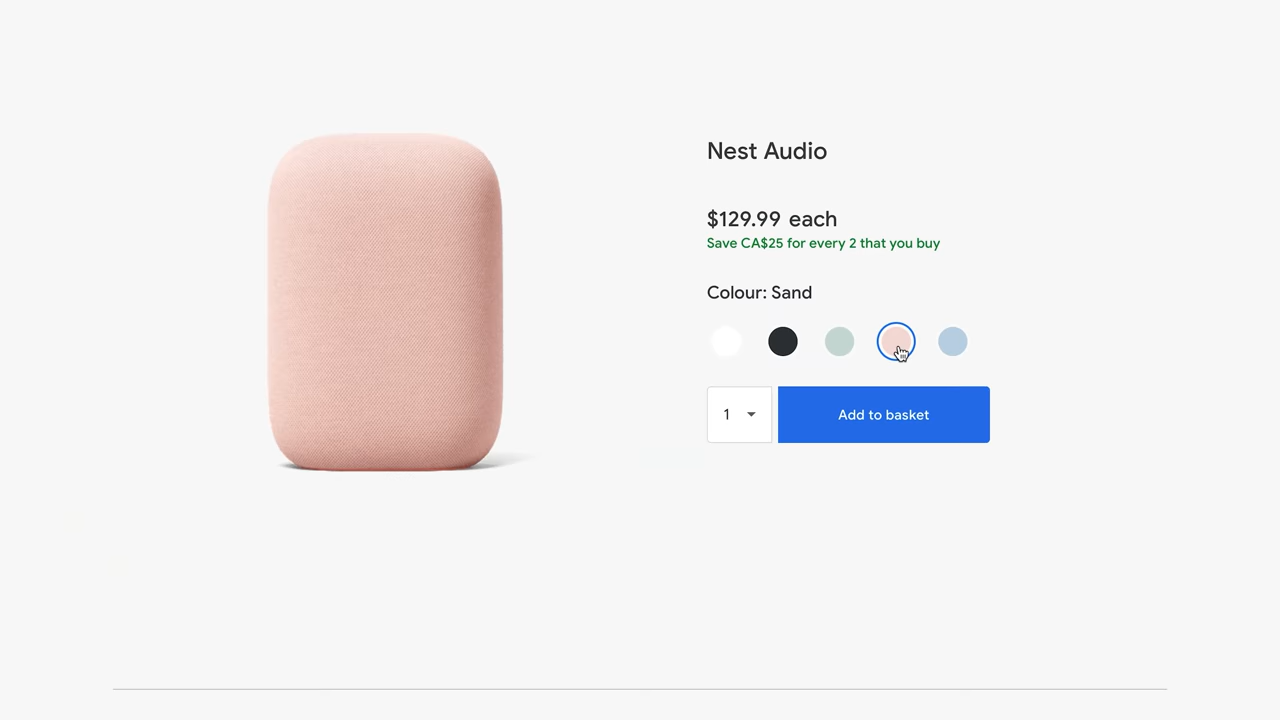 Nest Audio
$129.99 each
Save CA$25 for every 2 that you buy
Colour: Sand
1
Add to basket